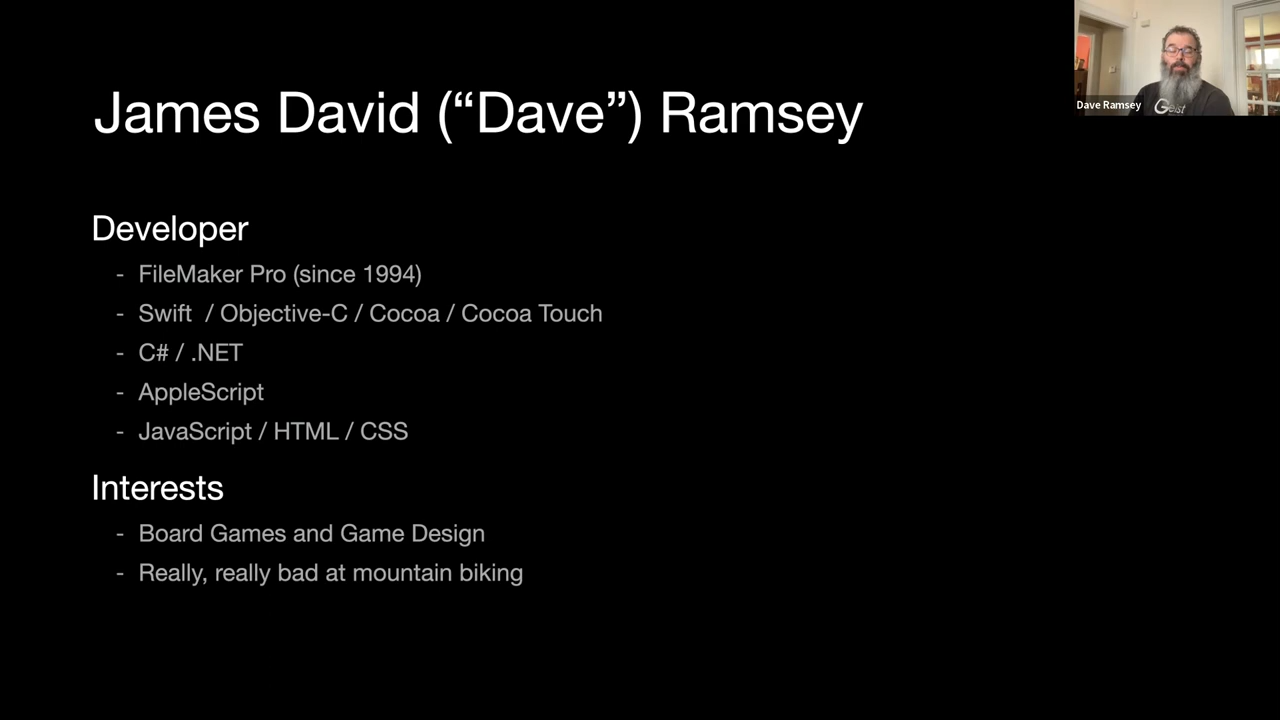 James David (“Dave”) Ramsey
Dave Ramsey
Geist
Developer
- FileMaker Pro (since 1994)
- Swift / Objective-C / Cocoa / Cocoa Touch
- C# / .NET
- AppleScript
- JavaScript / HTML / CSS
Interests
- Board Games and Game Design
- Really, really bad at mountain biking